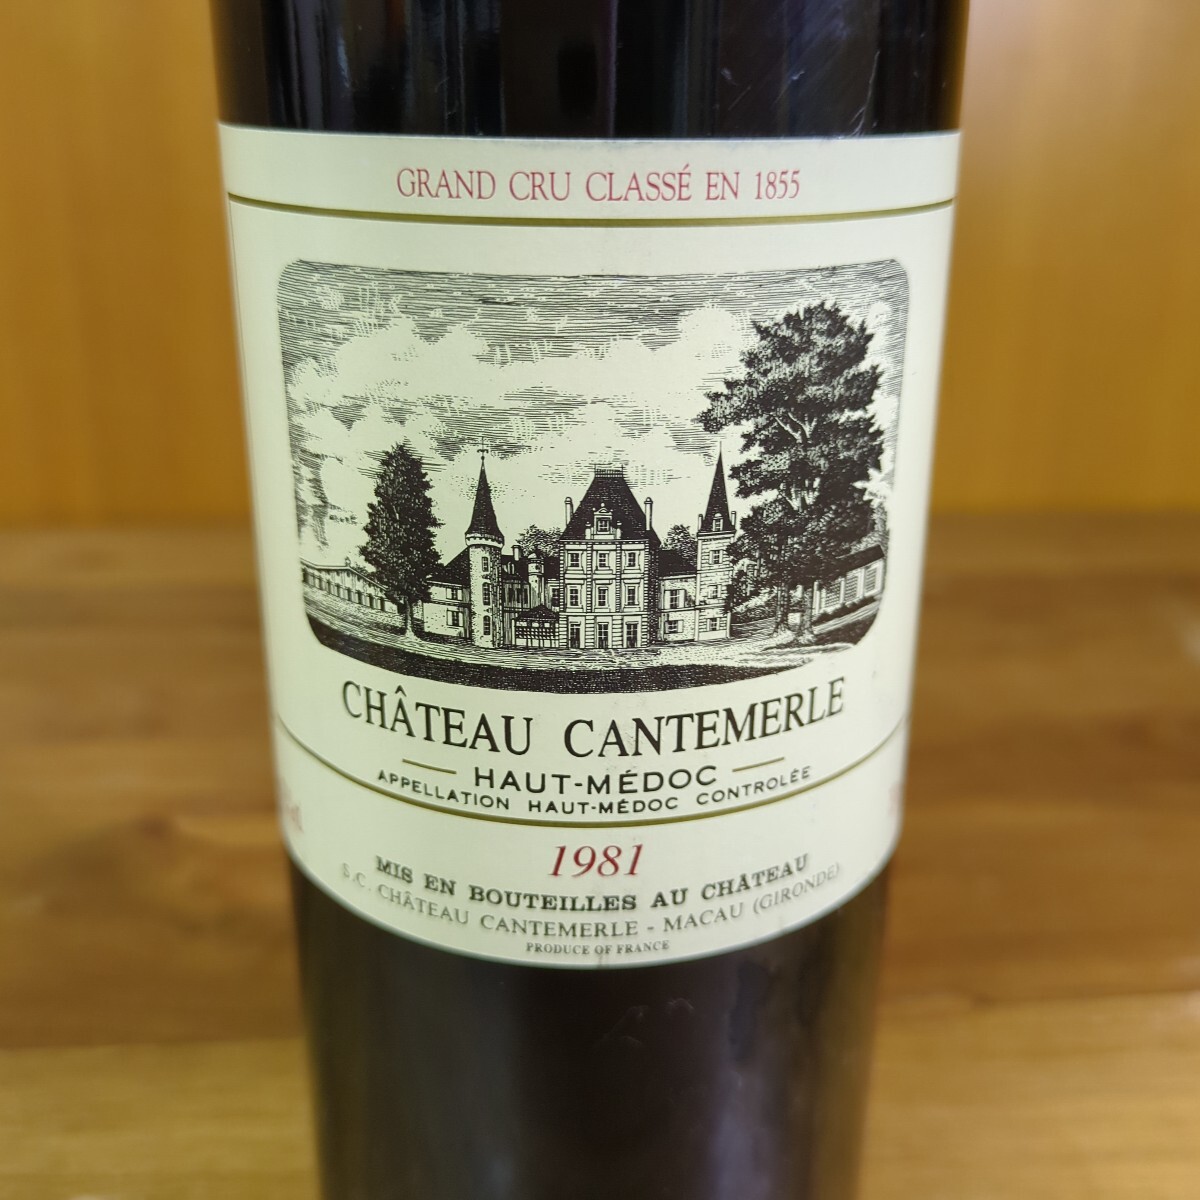 GRAND CRU CLASSÉ EN 1855
CHÂTEAU CANTEMERLE
HAUT-MÉDOC
APPELLATION HAUT-MÉDOC CONTROLÉE
1981
MIS EN BOUTEILLES AU CHÂTEAU
S.C. CHÂTEAU CANTEMERLE - MACAU (GIRONDE)
PRODUCE OF FRANCE